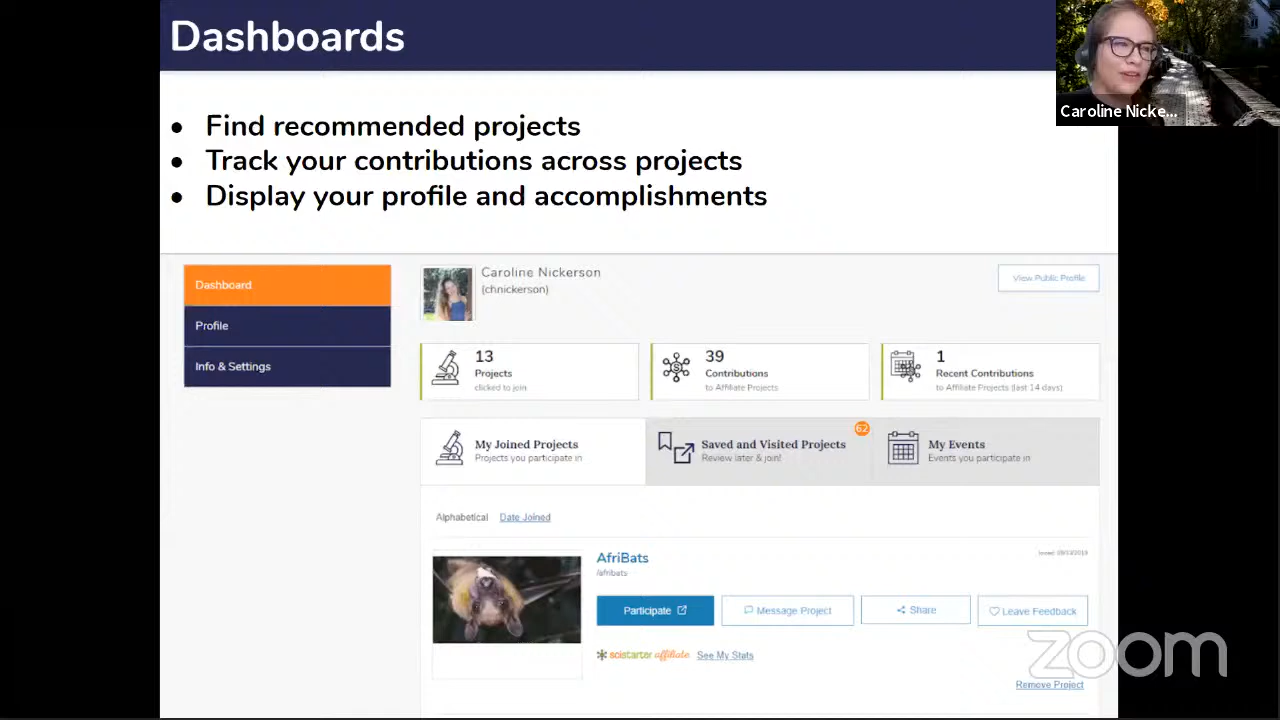 Dashboards
Caroline Nicke...
• Find recommended projects
• Track your contributions across projects
• Display your profile and accomplishments
Dashboard
Profile
Info & Settings
Caroline Nickerson
(chnickerson)
View Public Profile
13
Projects
clicked to join
39
Contributions
to Affiliate Projects
1
Recent Contributions
to Affiliate Projects (last 14 days)
My Joined Projects
Projects you participate in
62
Saved and Visited Projects
Review later & join!
My Events
Events you participate in
Alphabetical Date Joined
AfriBats
/afribats
Participate
Message Project
Share
Leave Feedback
scistarter affiliate See My Stats
Remove Project
zoom